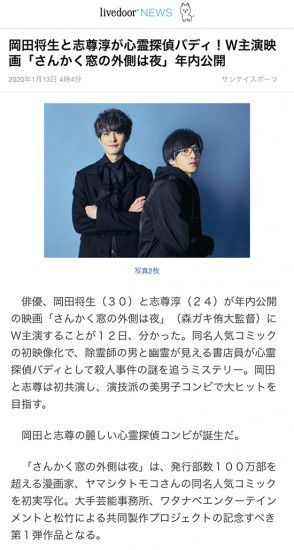 livedoor NEWS
岡田将生と志尊淳が心霊探偵バディ！W主演映
画「さんかく窓の外側は夜」年内公開
2020年1月13日 4時4分
サンケイスポーツ
写真2枚
俳優、岡田将生（３０）と志尊淳（２４）が年内公開
の映画「さんかく窓の外側は夜」（森ガキ侑大監督）に
W主演することが１２日、分かった。同名人気コミック
の初映像化で、除霊師の男と幽霊が見える書店員が心霊
探偵バディとして殺人事件の謎を追うミステリー。岡田
と志尊は初共演し、演技派の美男子コンビで大ヒットを
目指す。
岡田と志尊の麗しい心霊探偵コンビが誕生だ。
「さんかく窓の外側は夜」は、発行部数１００万部を
超える漫画家、ヤマシタトモコさんの同名人気コミック
を初実写化。大手芸能事務所、ワタナベエンターテイン
メントと松竹による共同製作プロジェクトの記念すべき
第１弾作品となる。